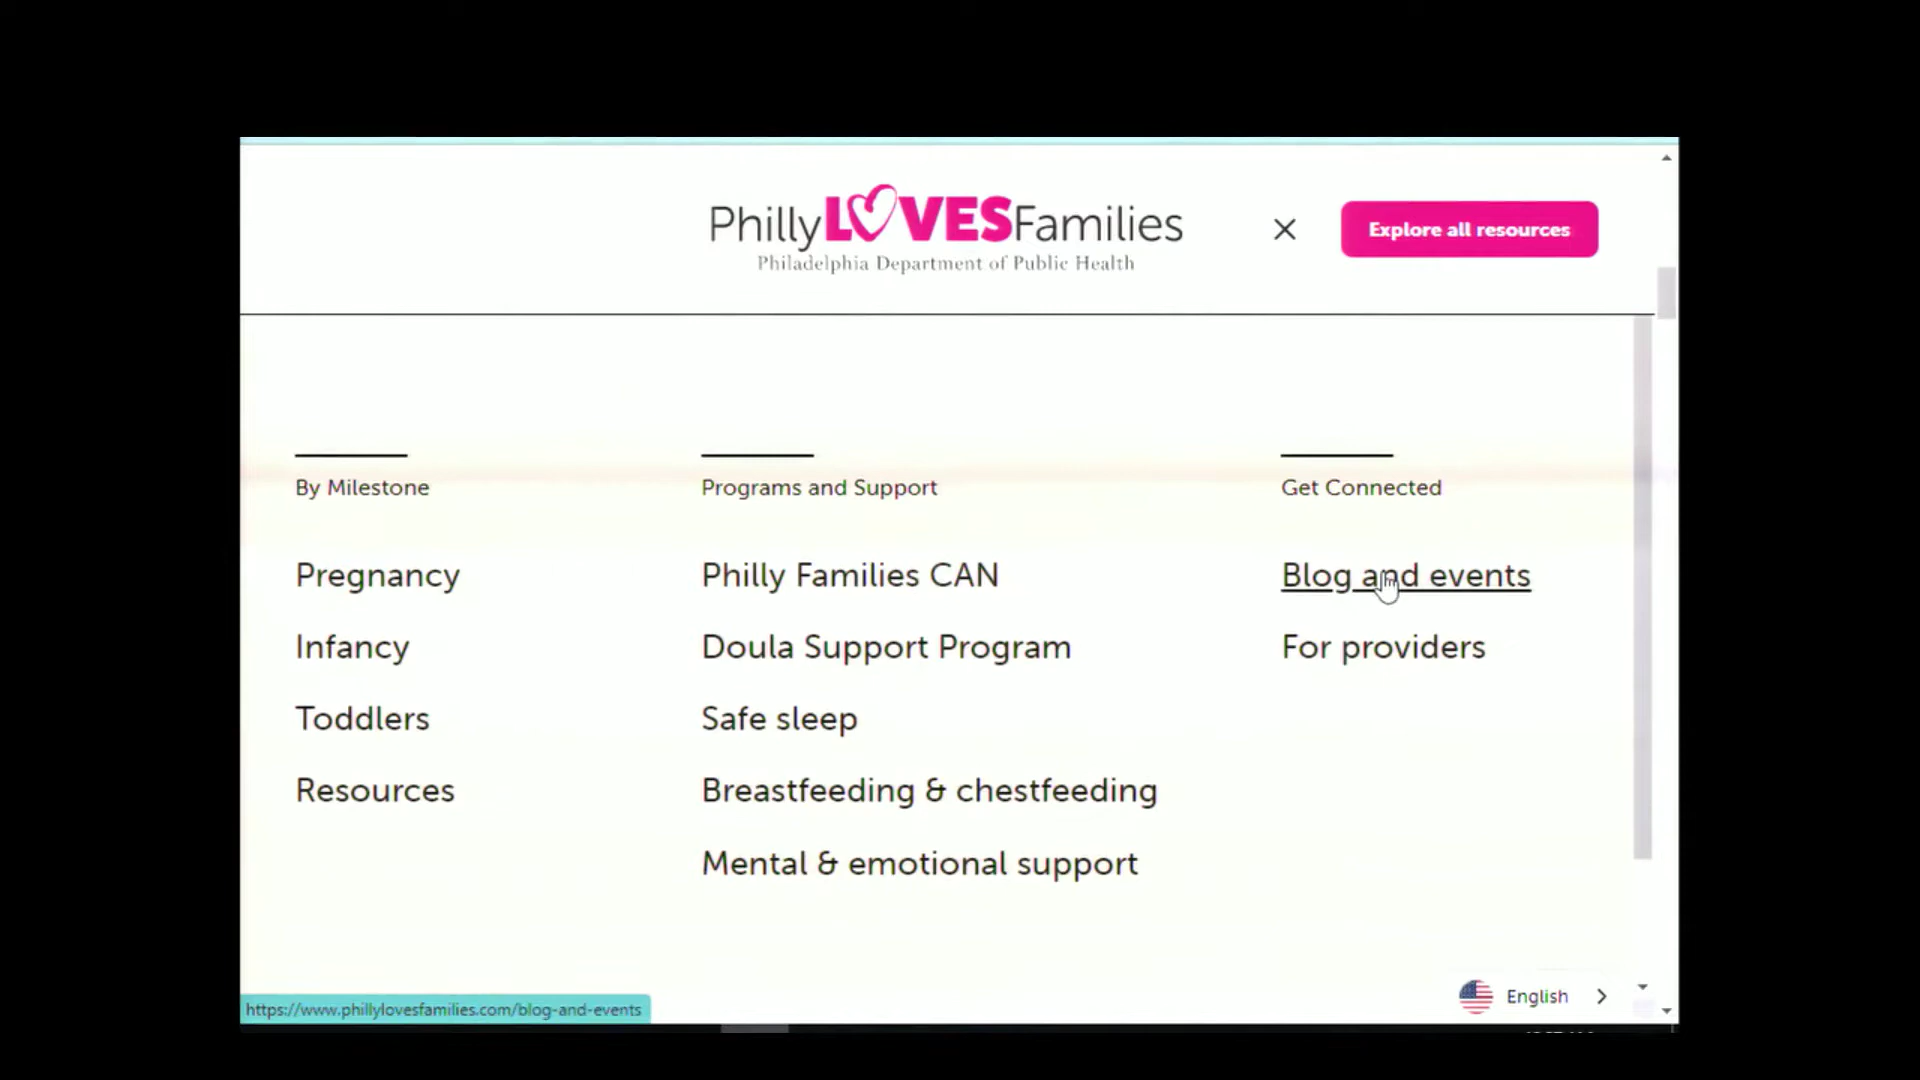 PhillyLOVESFamilies
Philadelphia Department of Public Health
Explore all resources
By Milestone
Pregnancy
Infancy
Toddlers
Resources
Programs and Support
Philly Families CAN
Doula Support Program
Safe sleep
Breastfeeding & chestfeeding
Mental & emotional support
Get Connected
Blog and events
For providers
English
https://www.phillylovesfamilies.com/blog-and-events